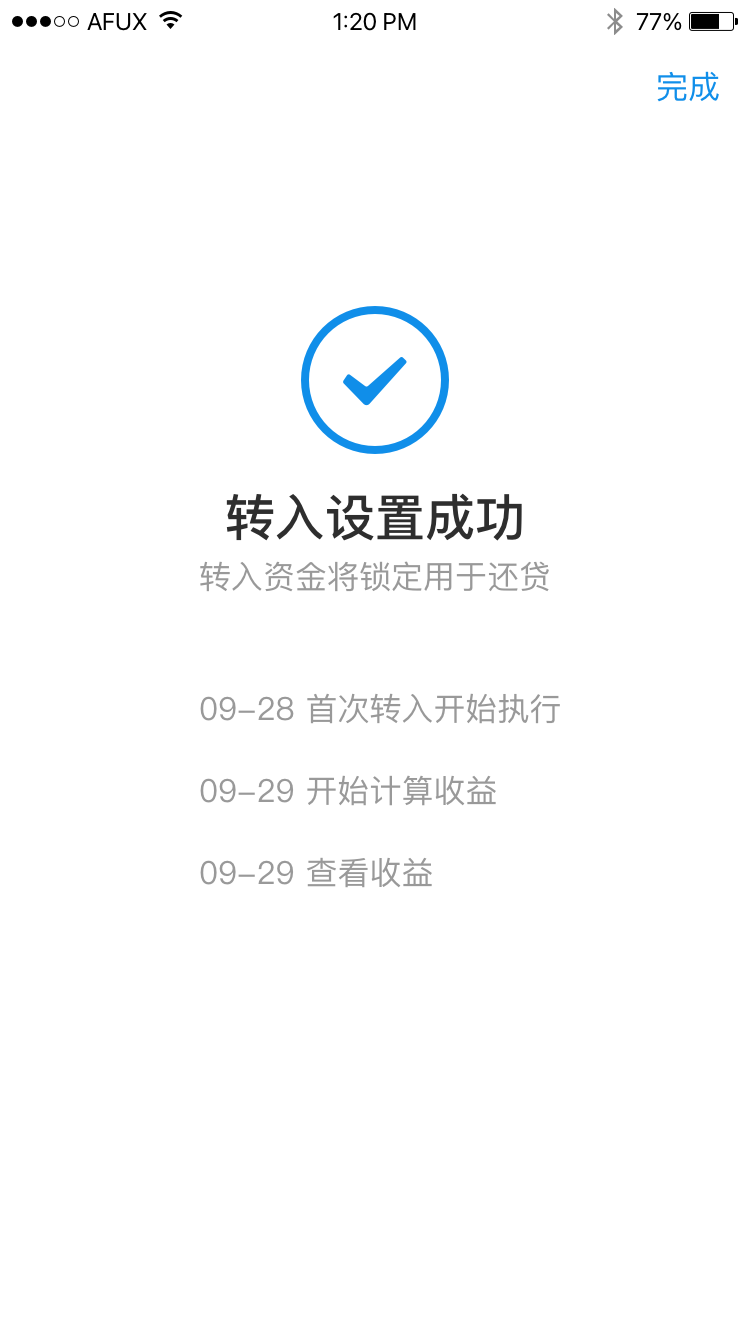 AFUX 1:20 PM 77%
完成
转入设置成功
转入资金将锁定用于还贷
09-28 首次转入开始执行
09-29 开始计算收益
09-29 查看收益